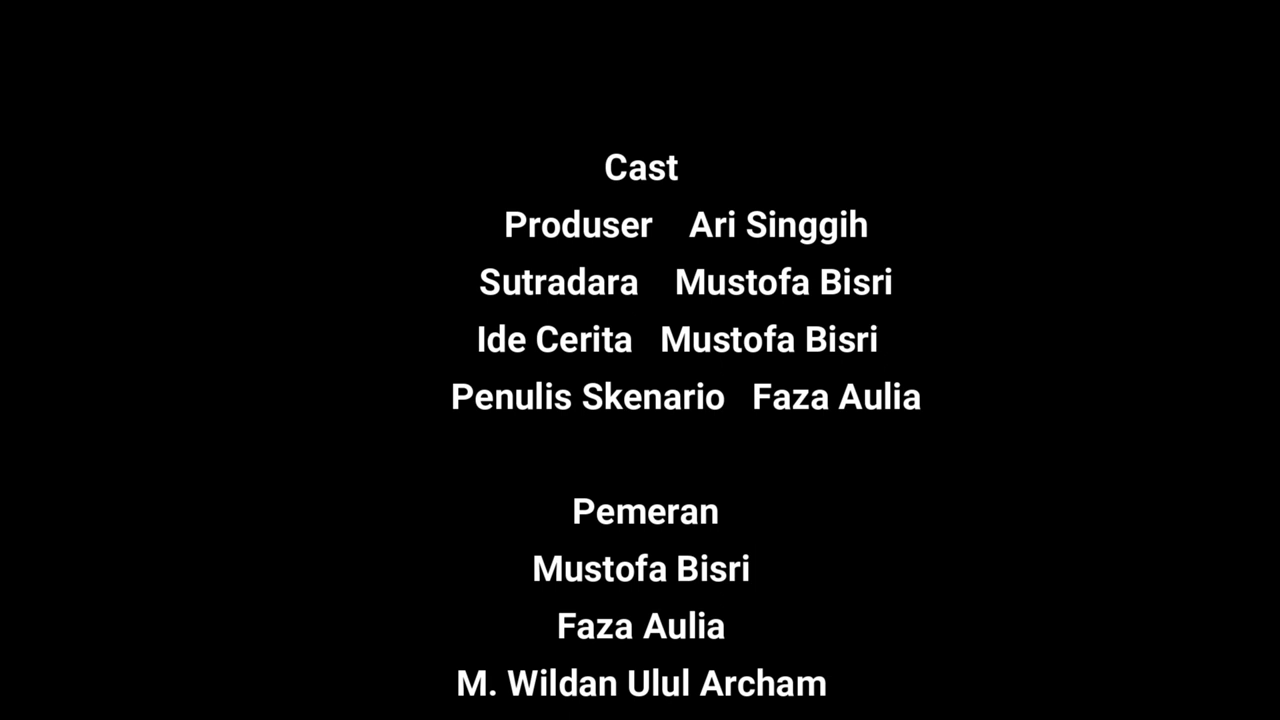 Cast
Produser Ari Singgih
Sutradara Mustofa Bisri
Ide Cerita Mustofa Bisri
Penulis Skenario Faza Aulia
Pemeran
Mustofa Bisri
Faza Aulia
M. Wildan Ulul Archam